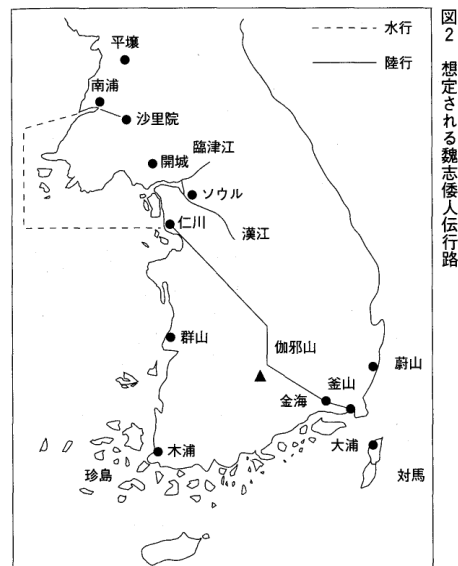 図2 想定される魏志倭人伝行路
水行
陸行
平壌
南浦
沙里院
臨津江
開城
ソウル
仁川
漢江
群山
伽邪山
蔚山
釜山
金海
大浦
木浦
珍島
対馬